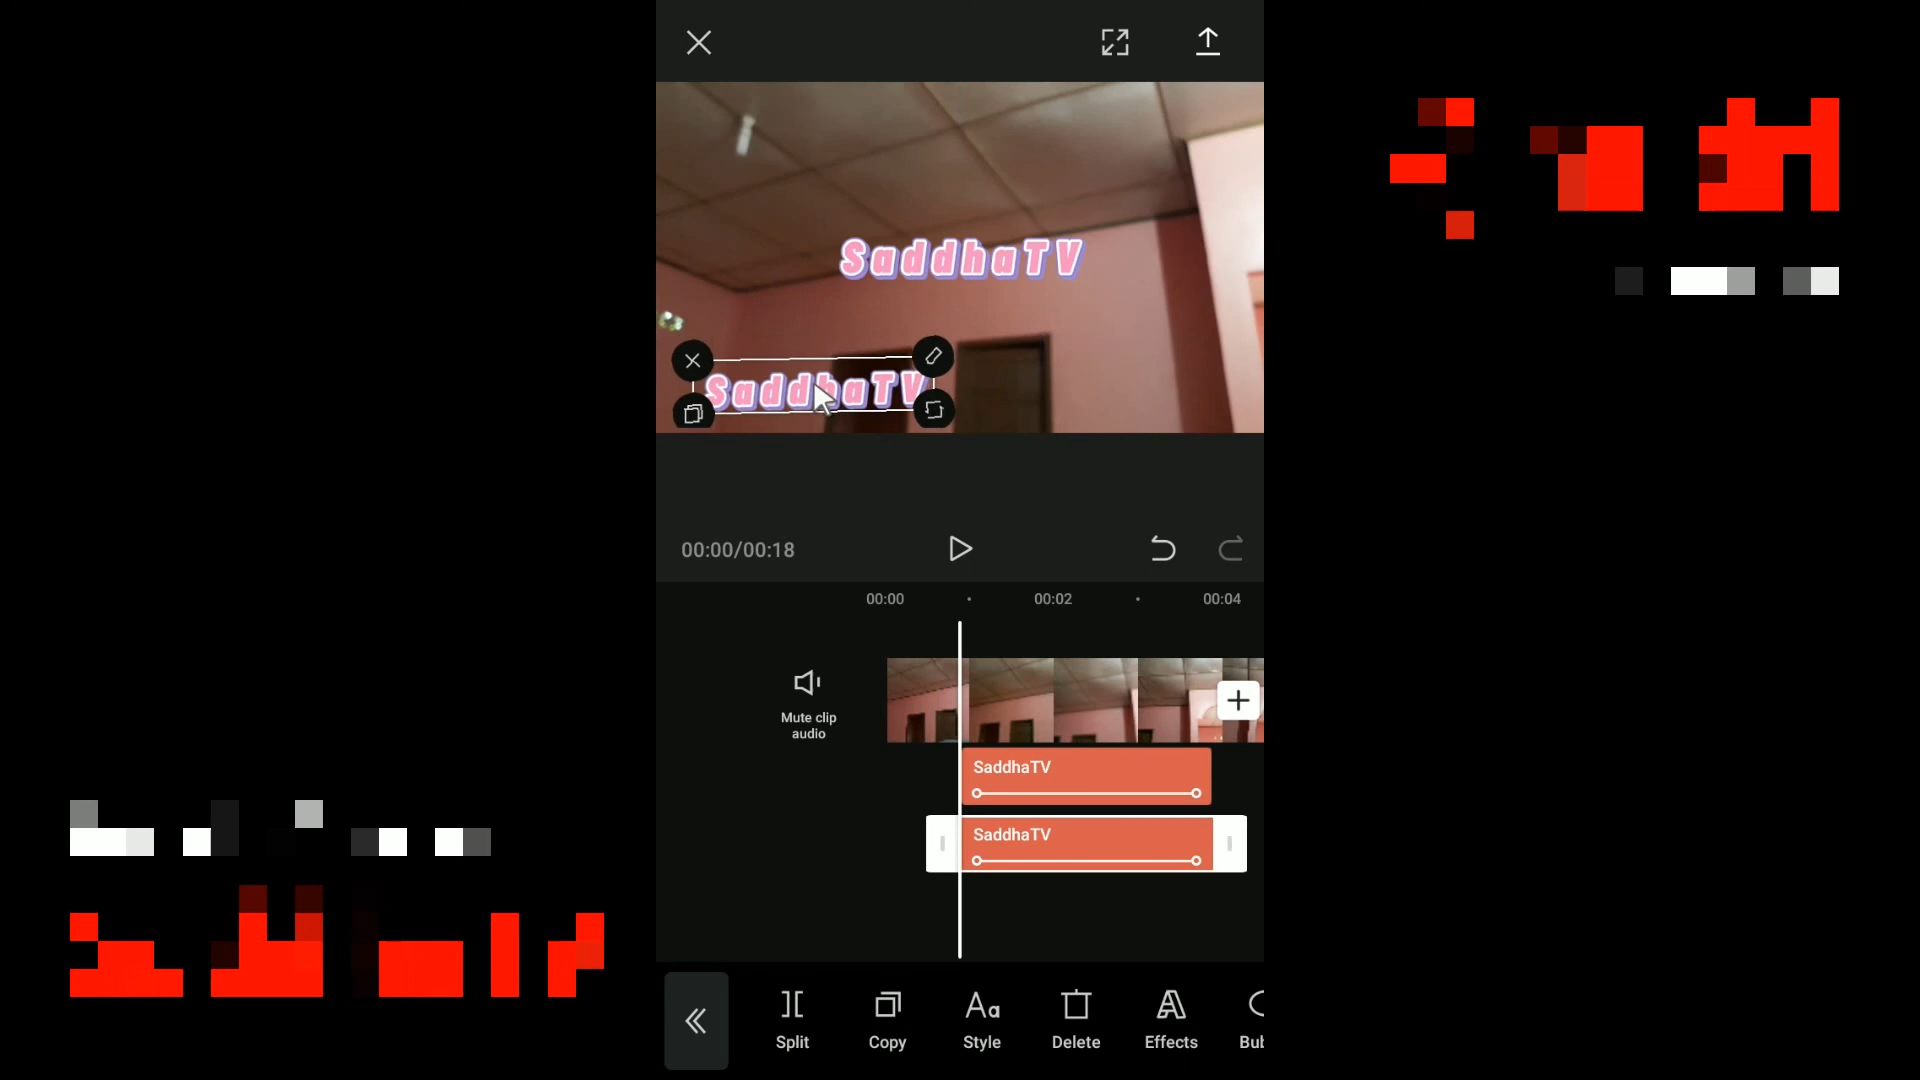 SaddhaTV
SaddhaTV
00:00/00:18
00:00
00:02
00:04
Mute clip
audio
SaddhaTV
SaddhaTV
Split
Copy
Style
Delete
Effects